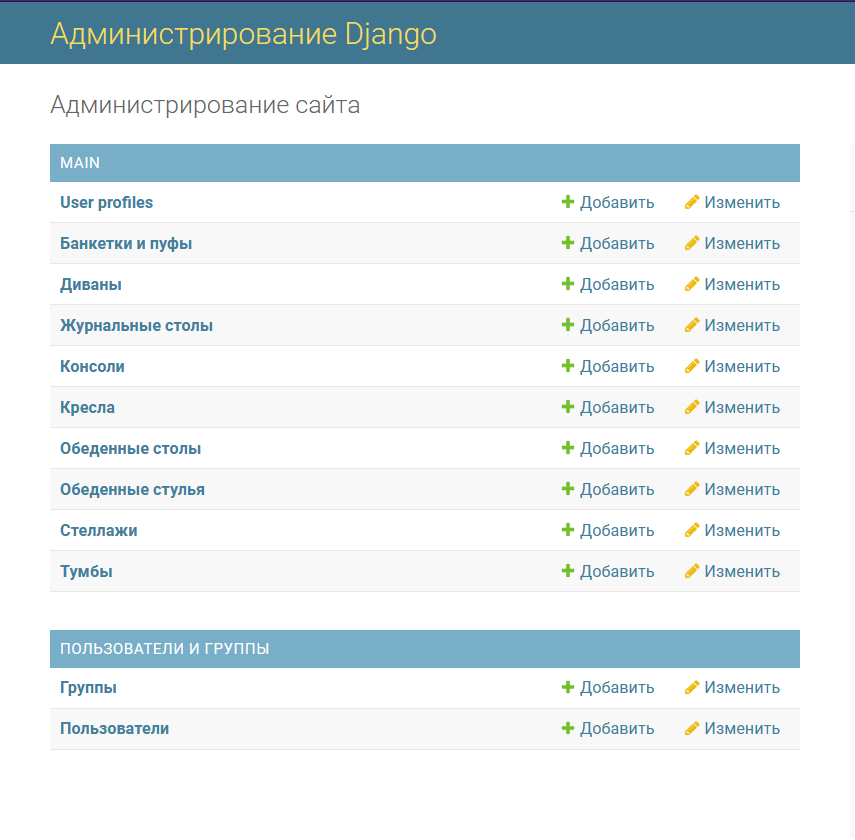 Администрирование Django
Администрирование сайта
MAIN
User profiles Добавить Изменить
Банкетки и пуфы Добавить Изменить
Диваны Добавить Изменить
Журнальные столы Добавить Изменить
Консоли Добавить Изменить
Кресла Добавить Изменить
Обеденные столы Добавить Изменить
Обеденные стулья Добавить Изменить
Стеллажи Добавить Изменить
Тумбы Добавить Изменить
ПОЛЬЗОВАТЕЛИ И ГРУППЫ
Группы Добавить Изменить
Пользователи Добавить Изменить